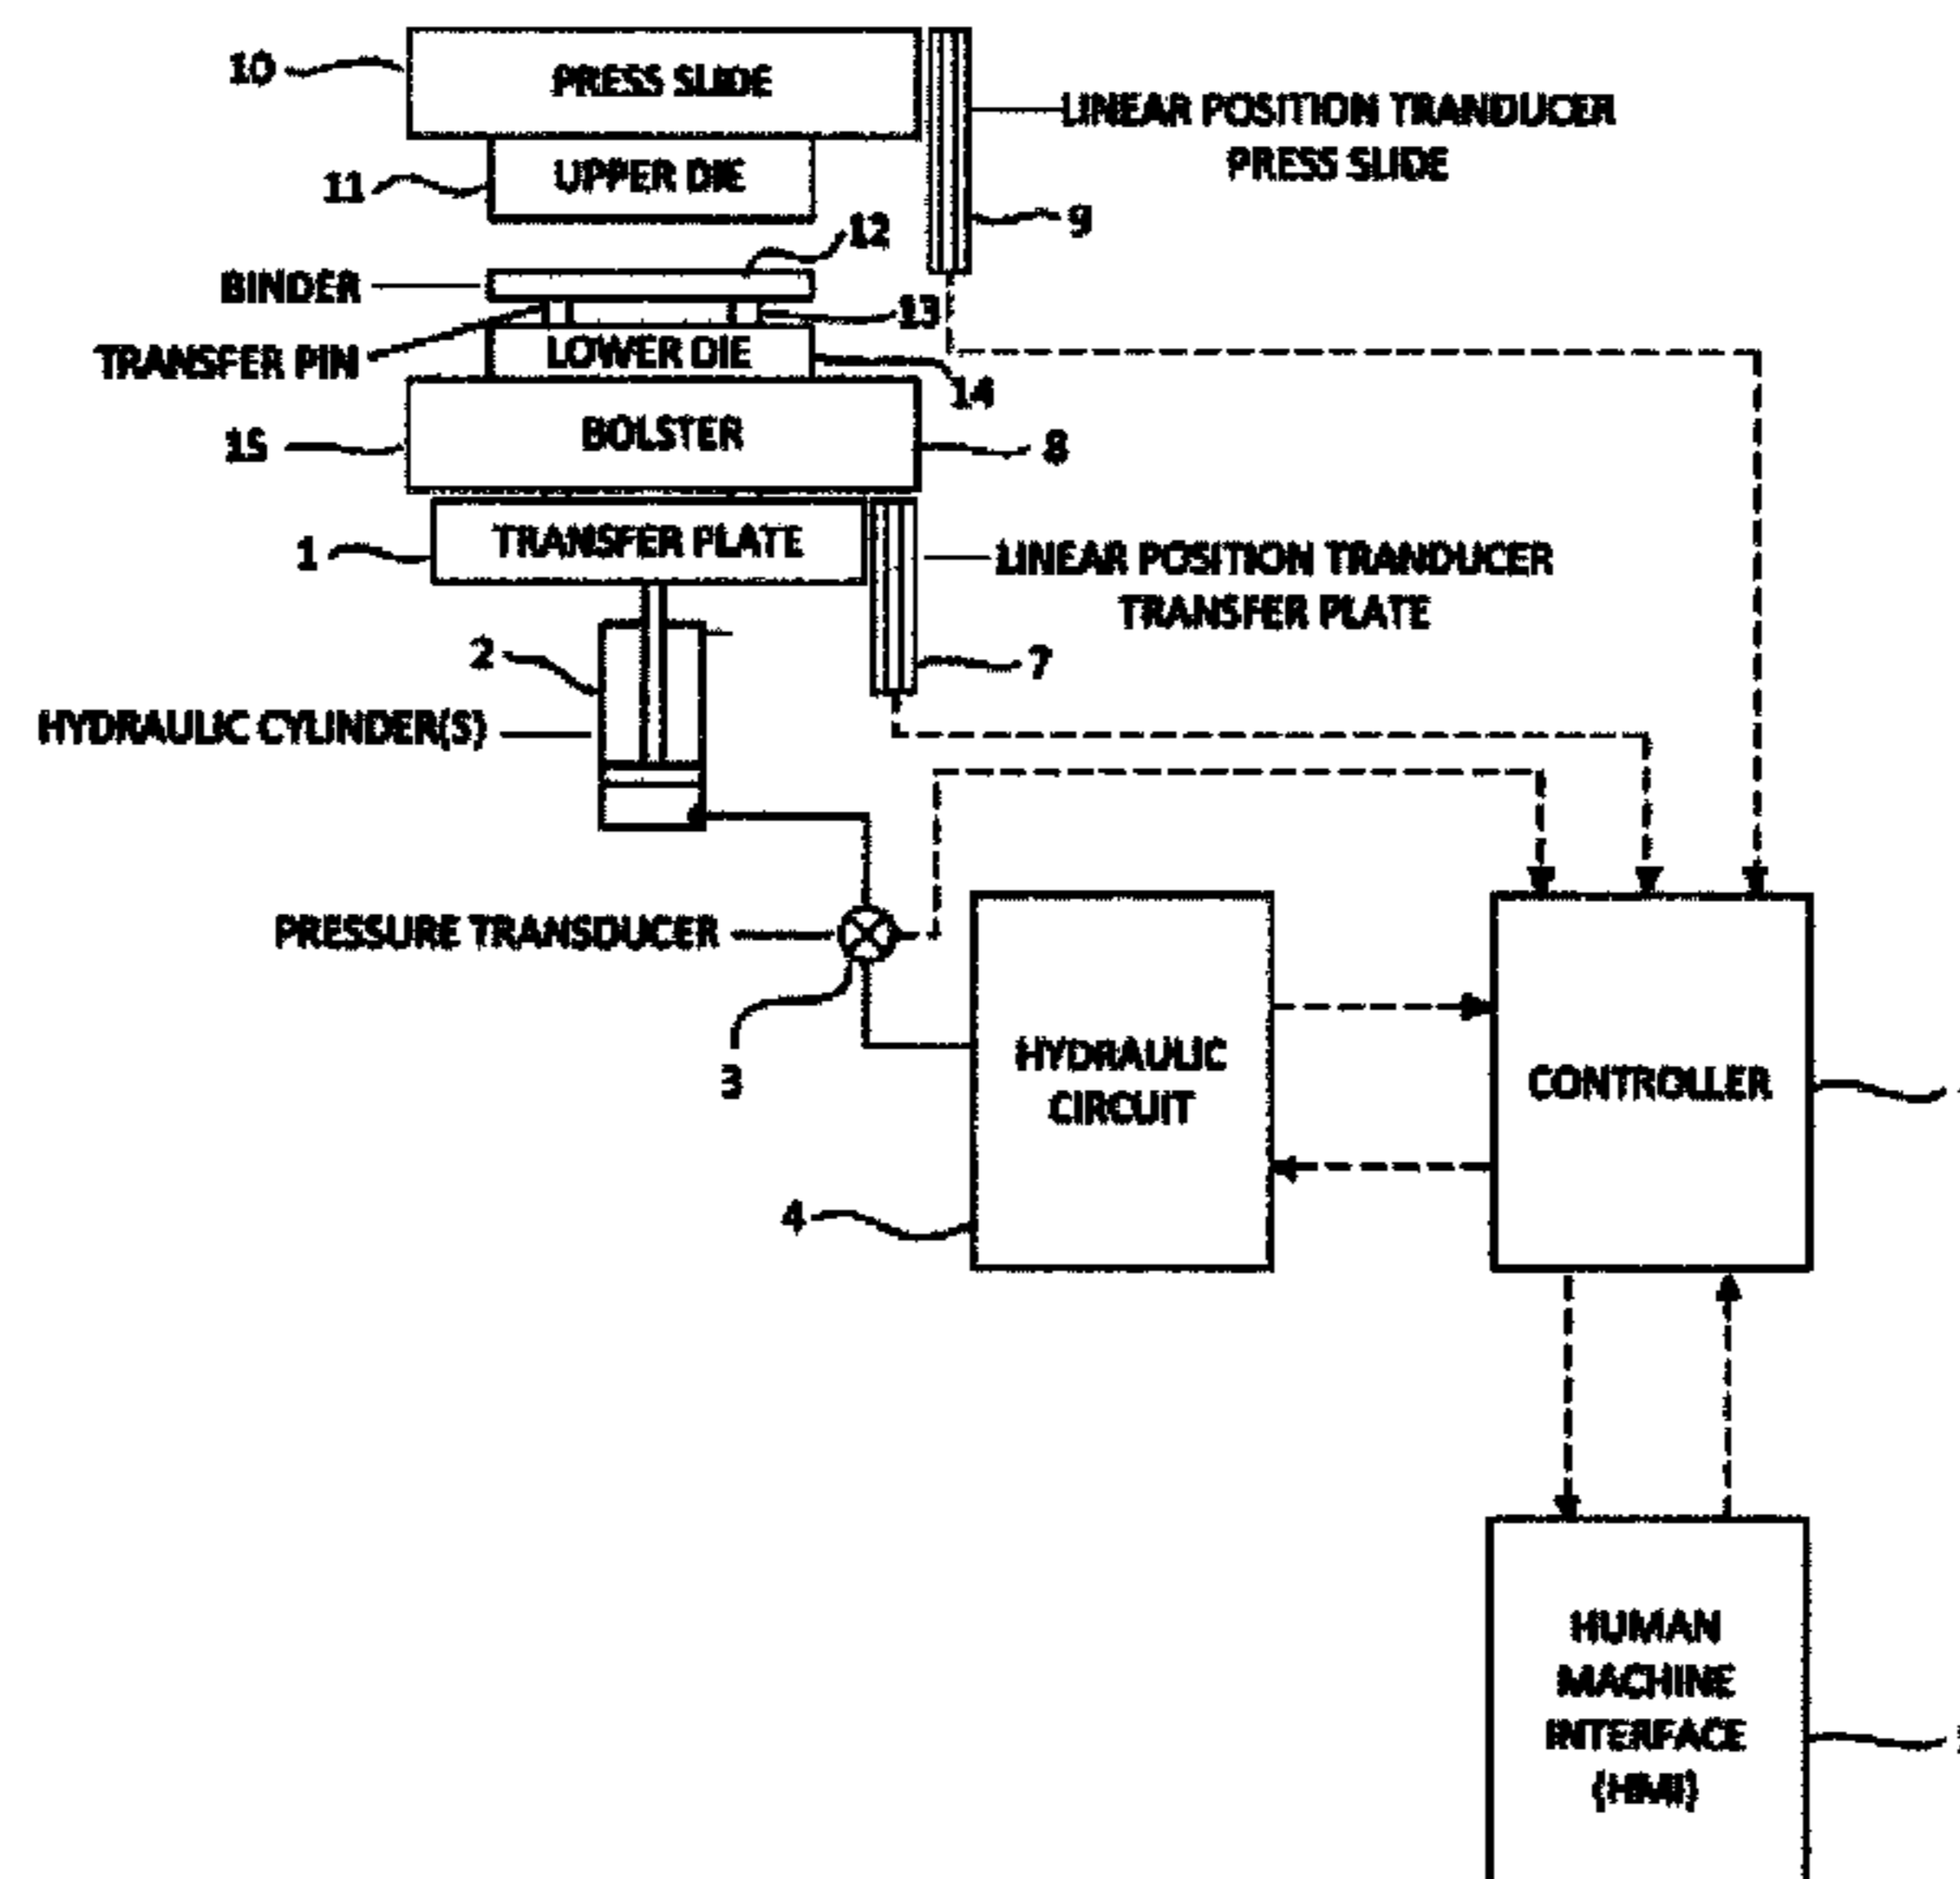 10
PRESS SLIDE
LINEAR POSITION TRANDUCER
PRESS SLIDE
11
UPPER DIE
9
12
BINDER
13
TRANSFER PIN
LOWER DIE
14
15
BOLSTER
8
1
TRANSFER PLATE
LINEAR POSITION TRANDUCER
TRANSFER PLATE
2
7
HYDRAULIC CYLINDER(S)
PRESSURE TRANSDUCER
3
HYDRAULIC
CIRCUIT
CONTROLLER
4
HUMAN
MACHINE
INTERFACE
(HMI)